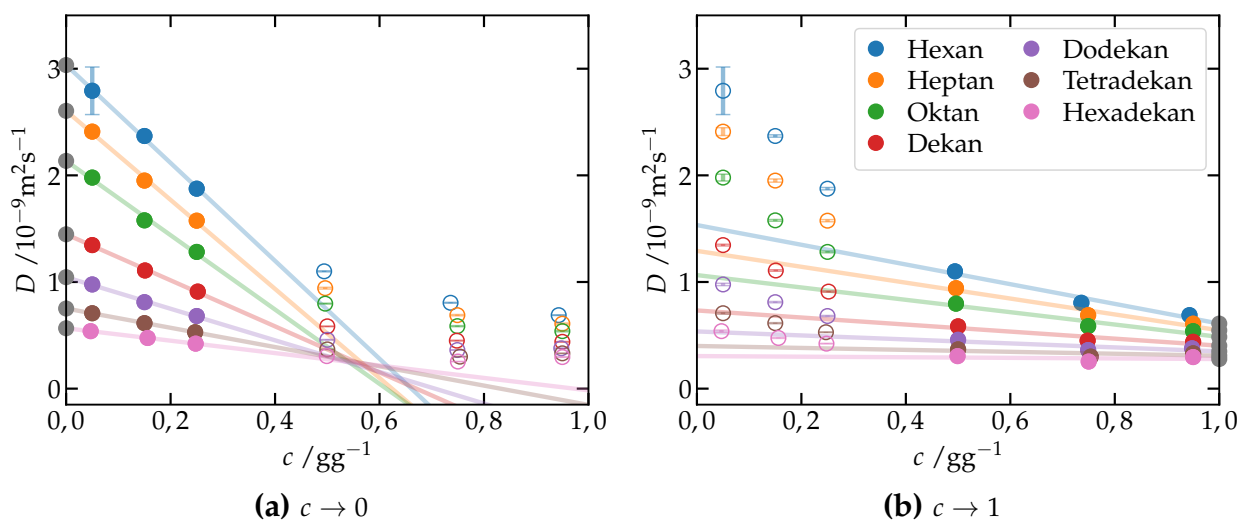 3
2
1
0
D /10⁻⁹m²s⁻¹
0,0 0,2 0,4 0,6 0,8 1,0
c /gg⁻¹
(a) c → 0
3
2
1
0
D /10⁻⁹m²s⁻¹
Hexan Dodekan
Heptan Tetradekan
Oktan Hexadekan
Dekan
0,0 0,2 0,4 0,6 0,8 1,0
c /gg⁻¹
(b) c → 1